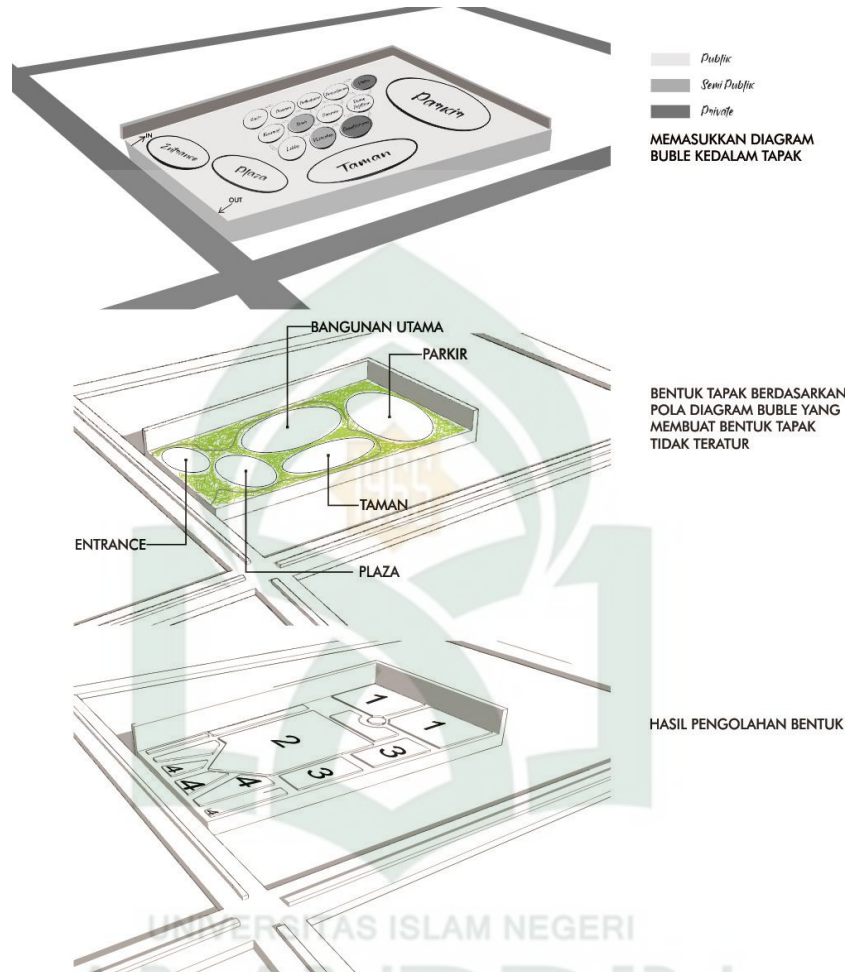 Publik
Semi Publik
Private
MEMASUKKAN DIAGRAM
BUBLE KEDALAM TAPAK
Parkir
IN
Entrance
Plaza
Taman
Lobby
OUT
BANGUNAN UTAMA
PARKIR
BENTUK TAPAK BERDASARKAN
POLA DIAGRAM BUBLE YANG
MEMBUAT BENTUK TAPAK
TIDAK TERATUR
TAMAN
ENTRANCE
PLAZA
1
2
1
HASIL PENGOLAHAN BENTUK
3
4
4
4
3
4
UNIVERSITAS ISLAM NEGERI